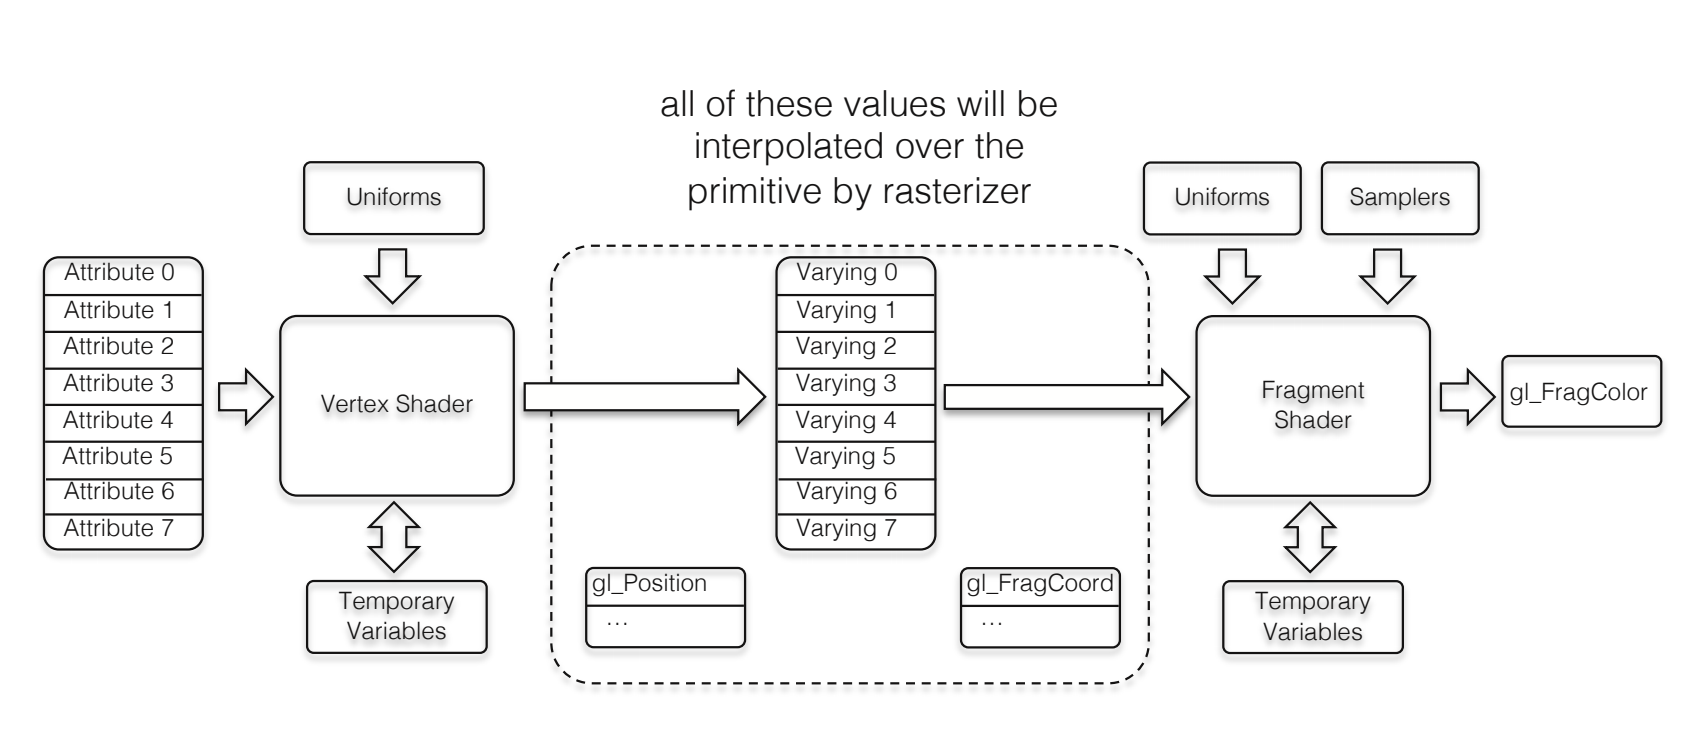 all of these values will be
interpolated over the
primitive by rasterizer
Uniforms
Uniforms
Samplers
Attribute 0
Attribute 1
Attribute 2
Attribute 3
Attribute 4
Attribute 5
Attribute 6
Attribute 7
Vertex Shader
Temporary
Variables
Varying 0
Varying 1
Varying 2
Varying 3
Varying 4
Varying 5
Varying 6
Varying 7
gl_Position
...
gl_FragCoord
...
Fragment
Shader
Temporary
Variables
gl_FragColor